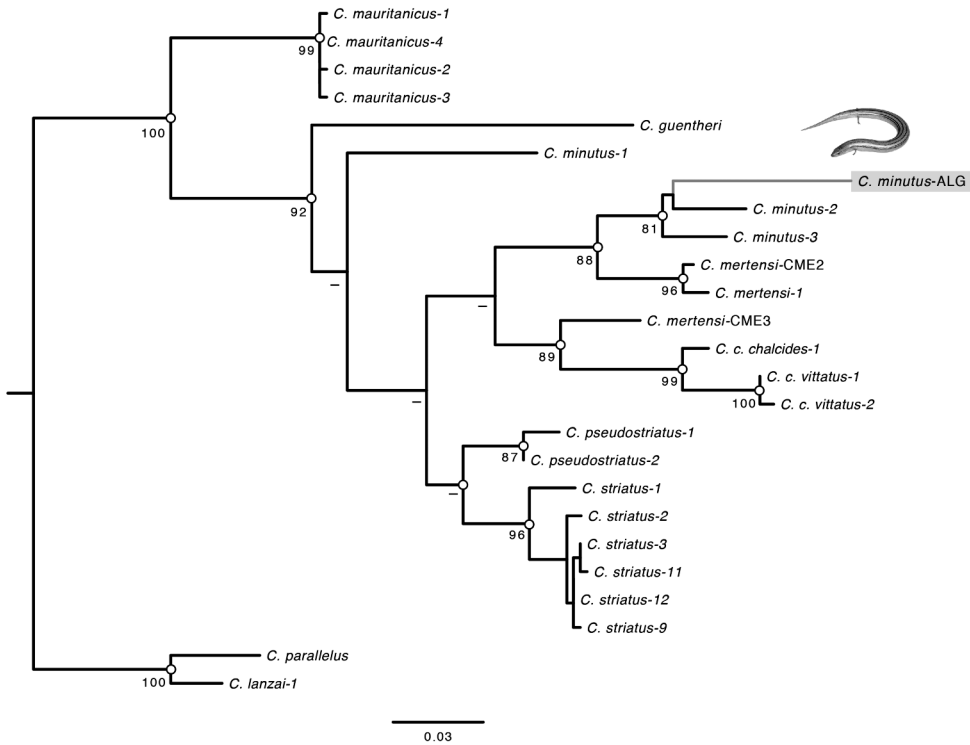 C. mauritanicus-1
99
C. mauritanicus-4
C. mauritanicus-2
C. mauritanicus-3
100
C. guentheri
C. minutus-1
C. minutus-ALG
92
C. minutus-2
81
C. minutus-3
88
C. mertensi-CME2
96
C. mertensi-1
–
–
C. mertensi-CME3
89
C. c. chalcides-1
99
C. c. vittatus-1
100
C. c. vittatus-2
–
C. pseudostriatus-1
87
C. pseudostriatus-2
–
C. striatus-1
96
C. striatus-2
C. striatus-3
C. striatus-11
C. striatus-12
C. striatus-9
C. parallelus
100
C. lanzai-1
0.03